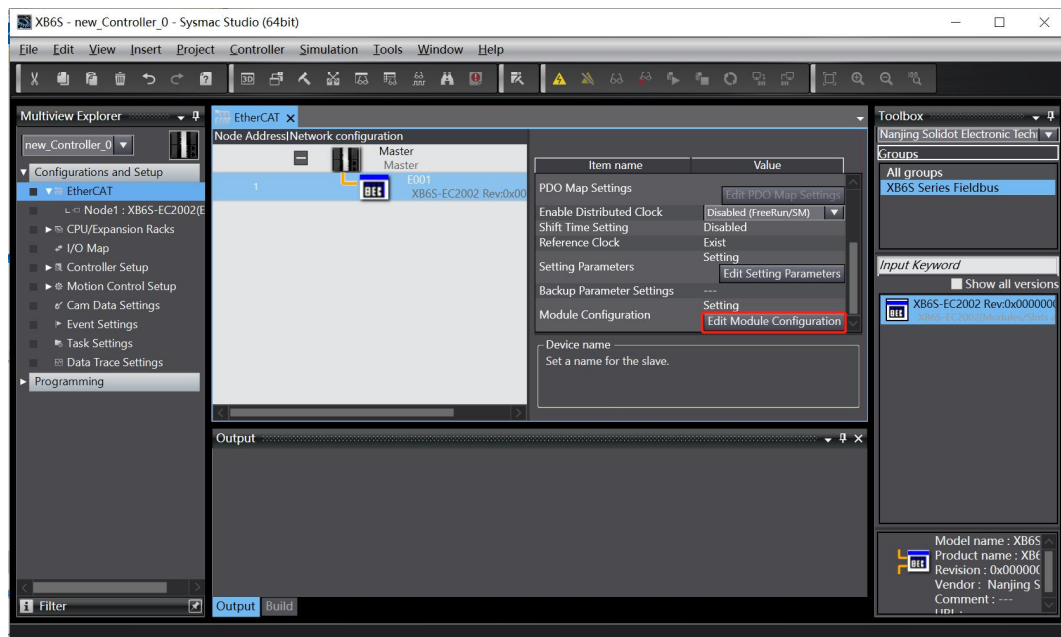 XB6S - new_Controller_0 - Sysmac Studio (64bit)
File Edit View Insert Project Controller Simulation Tools Window Help
Multiview Explorer
new_Controller_0
Configurations and Setup
EtherCAT
Node1 : XB6S-EC2002(E
CPU/Expansion Racks
I/O Map
Controller Setup
Motion Control Setup
Cam Data Settings
Event Settings
Task Settings
Data Trace Settings
Programming
Filter
EtherCAT
Node Address|Network configuration
Master
Master
1
E001
XB6S-EC2002 Rev:0x00
Item name Value
PDO Map Settings Edit PDO Map Settings
Enable Distributed Clock Disabled (FreeRun/SM)
Shift Time Setting Disabled
Reference Clock Exist
Setting Parameters Setting
Edit Setting Parameters
Backup Parameter Settings ---
Module Configuration Setting
Edit Module Configuration
Device name
Set a name for the slave.
Output
Output Build
Toolbox
Nanjing Solidot Electronic Tech
Groups
All groups
XB6S Series Fieldbus
Input Keyword
Show all versions
XB6S-EC2002 Rev:0x0000000
XB6S-EC2002(Modules/Slots
Model name : XB6S
Product name : XB6
Revision : 0x000000
Vendor : Nanjing S
Comment : ---
URL :